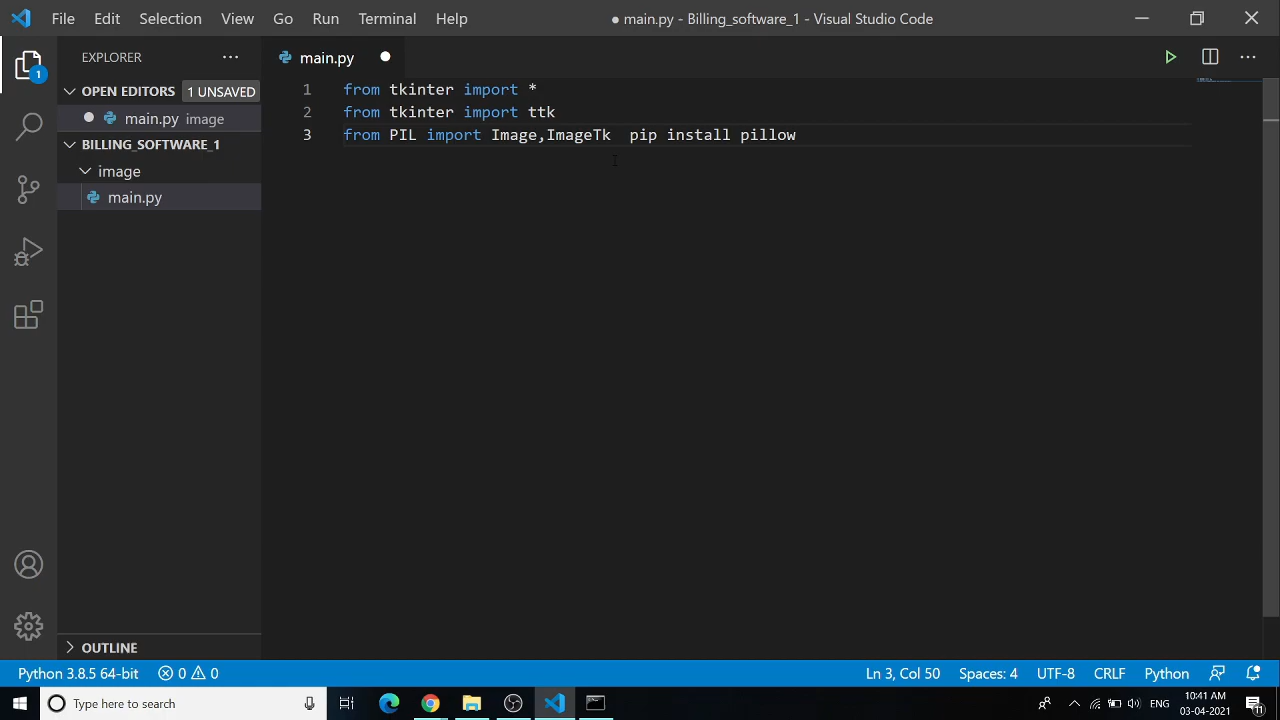 File Edit Selection View Go Run Terminal Help ● main.py - Billing_software_1 - Visual Studio Code
EXPLORER ··· main.py ●
OPEN EDITORS 1 UNSAVED
● main.py image
BILLING_SOFTWARE_1
image
main.py
1 from tkinter import *
2 from tkinter import ttk
3 from PIL import Image,ImageTk  pip install pillow
1
OUTLINE
Python 3.8.5 64-bit 0 0 Ln 3, Col 50 Spaces: 4 UTF-8 CRLF Python
Type here to search ENG 10:41 AM 03-04-2021 11